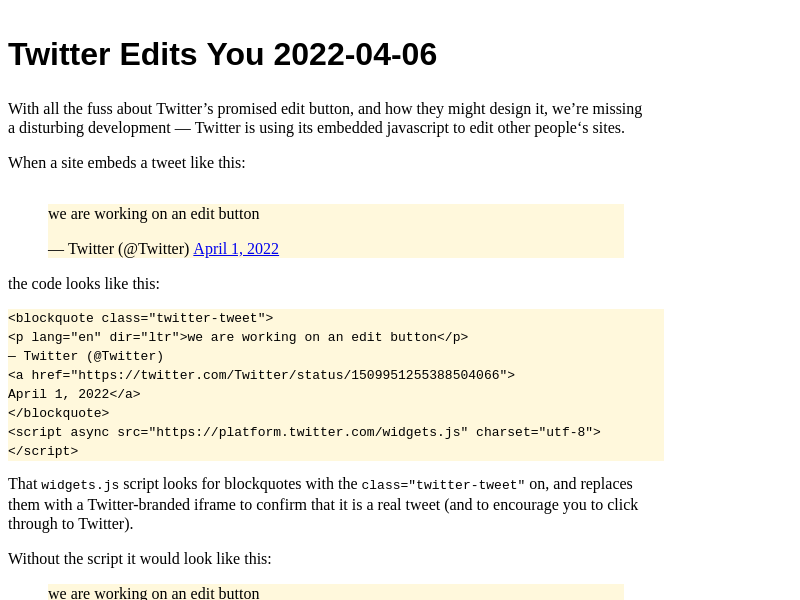 Twitter Edits You 2022-04-06
With all the fuss about Twitter’s promised edit button, and how they might design it, we’re missing
a disturbing development — Twitter is using its embedded javascript to edit other people‘s sites.
When a site embeds a tweet like this:
we are working on an edit button
— Twitter (@Twitter) April 1, 2022
the code looks like this:
<blockquote class="twitter-tweet">
<p lang="en" dir="ltr">we are working on an edit button</p>
— Twitter (@Twitter)
<a href="https://twitter.com/Twitter/status/1509951255388504066">
April 1, 2022</a>
</blockquote>
<script async src="https://platform.twitter.com/widgets.js" charset="utf-8">
</script>
That widgets.js script looks for blockquotes with the class="twitter-tweet" on, and replaces
them with a Twitter-branded iframe to confirm that it is a real tweet (and to encourage you to click
through to Twitter).
Without the script it would look like this:
we are working on an edit button